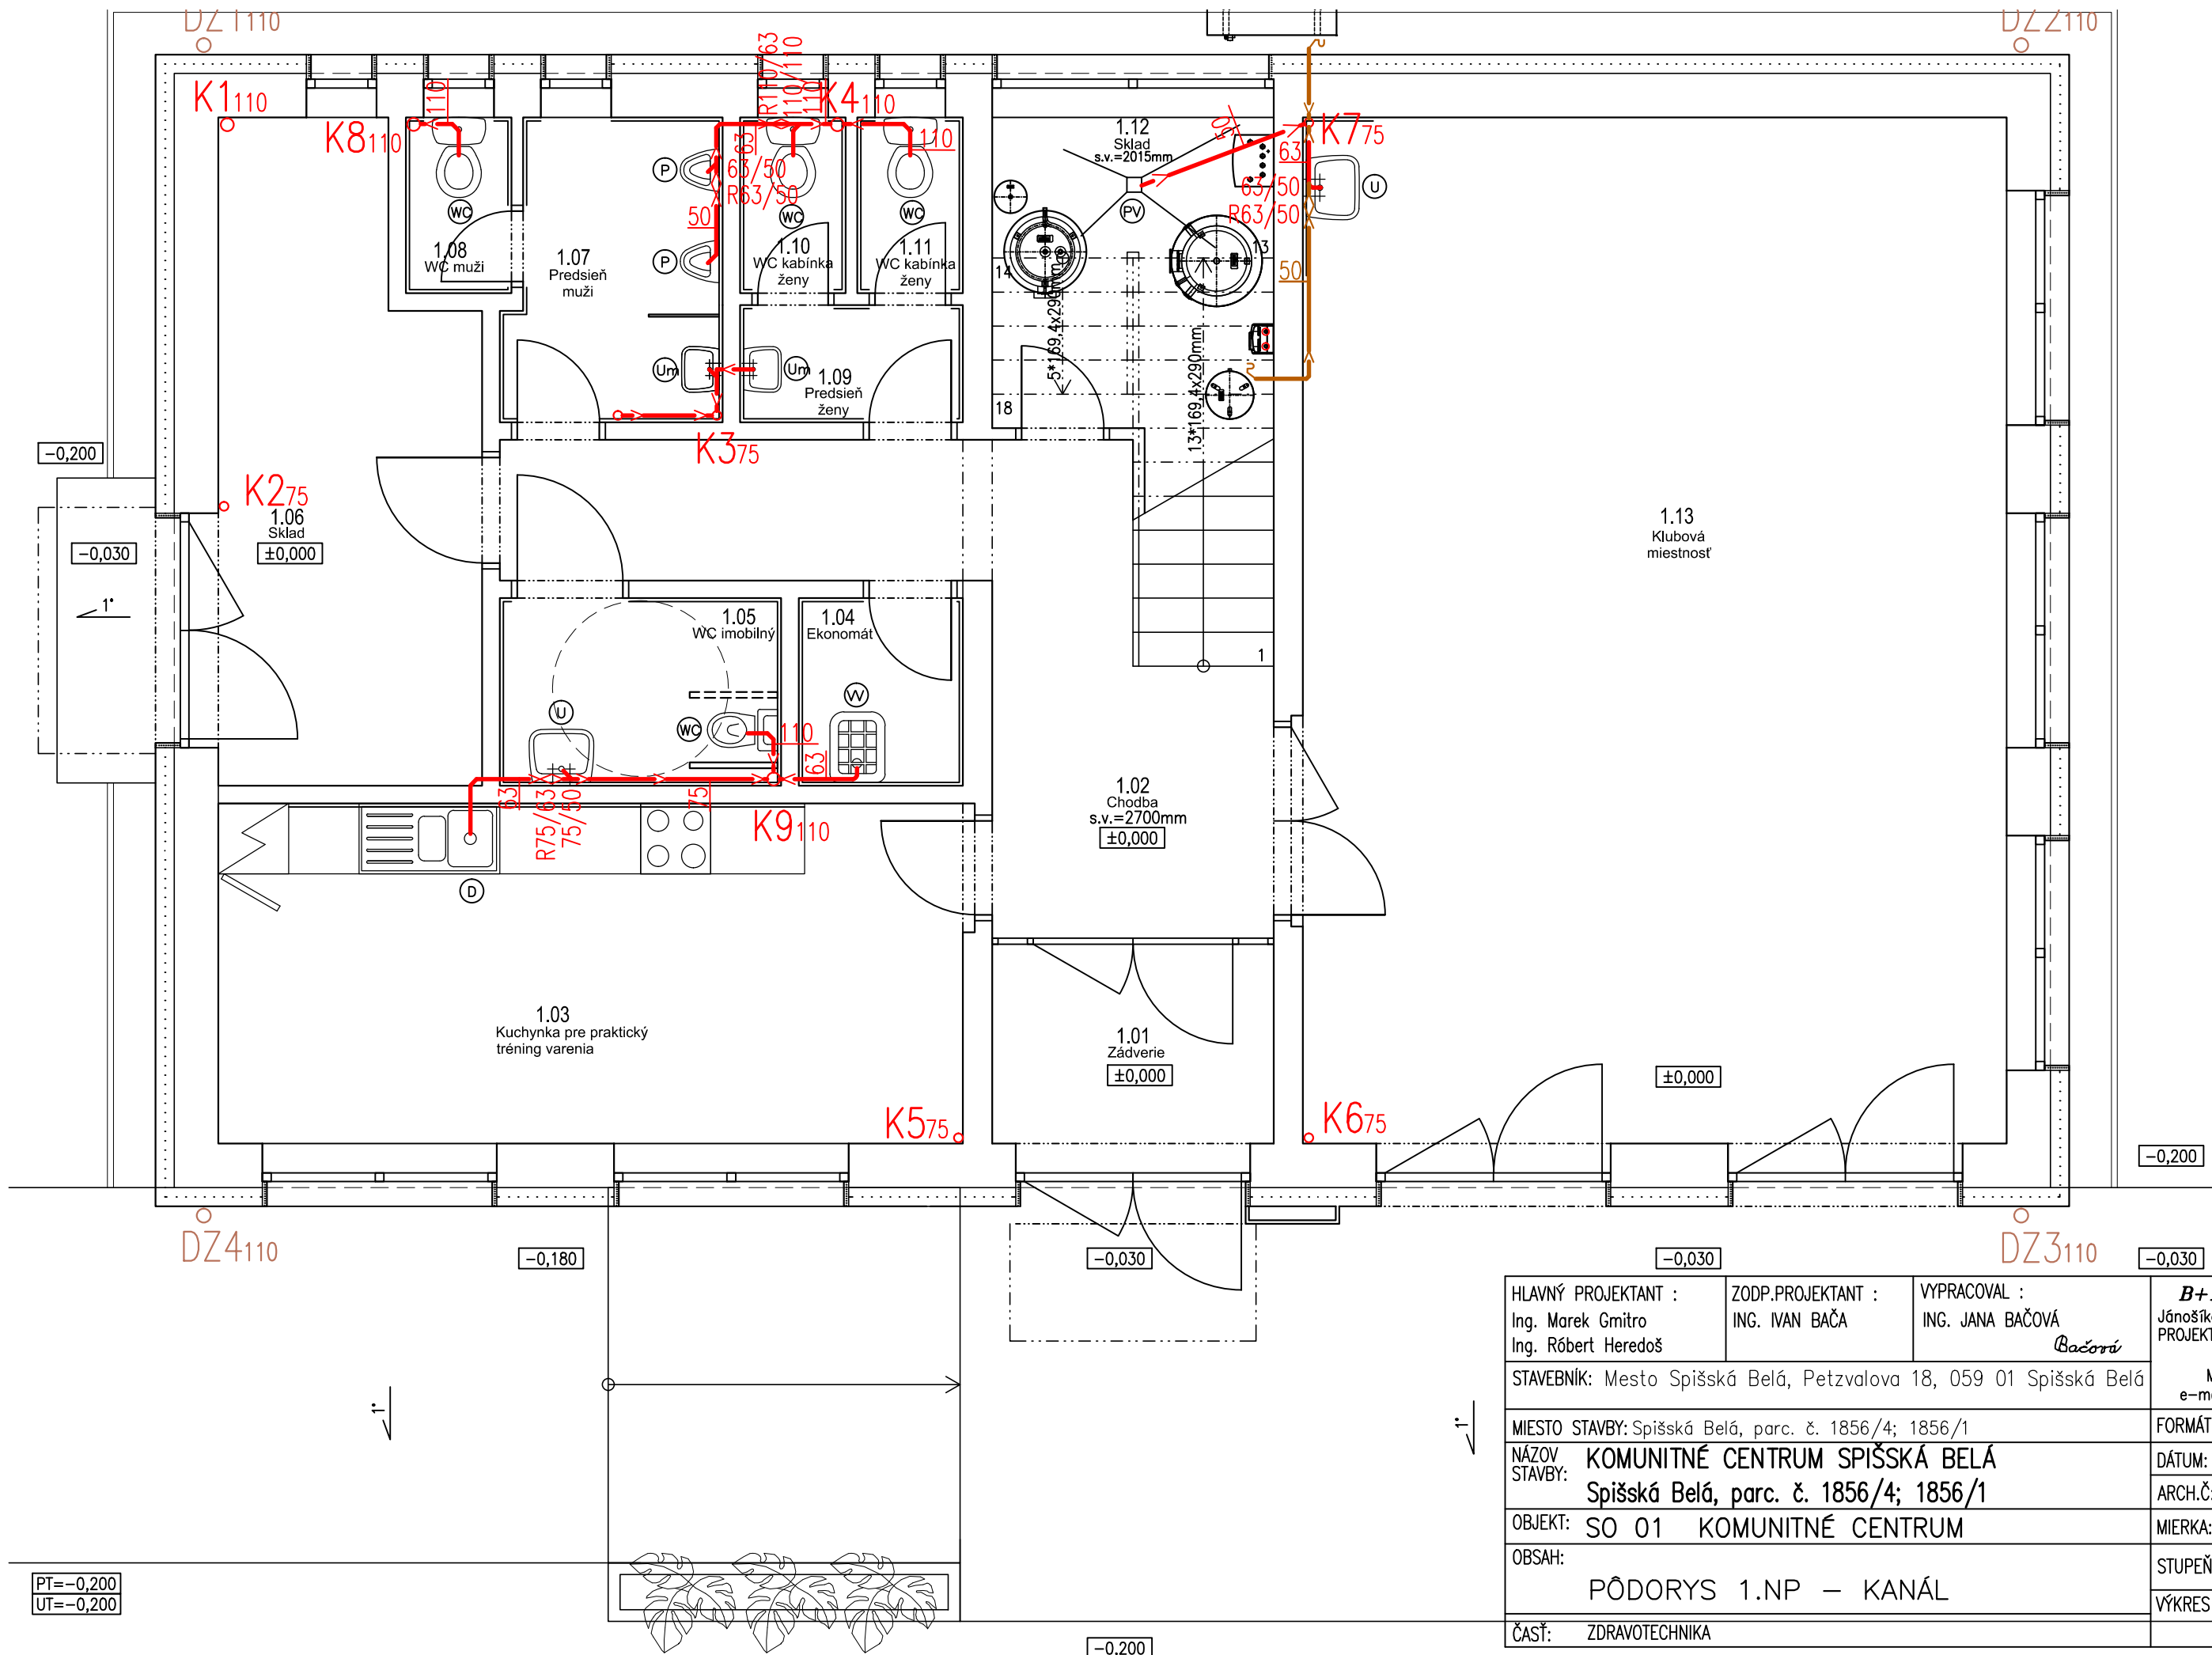 DZ1110
DZ2110
K1110
K8110
110
R110/63
110/110
110
K4110
63
110
63/50
R63/50
50
P
P
WC
WC
WC
1.08
WC muži
1.07
Predsieň
muži
1.10
WC kabínka
ženy
1.11
WC kabínka
ženy
1.12
Sklad
s.v.=2015mm
50
K775
63
63/50
R63/50
50
U
PV
13
14
5*169,4x290mm
13*169,4x290mm
18
Um
Um
1.09
Predsieň
ženy
K375
-0,200
K275
1.06
Sklad
±0,000
-0,030
1°
1.13
Klubová
miestnosť
1.05
WC imobilný
1.04
Ekonomát
1
U
WC
VV
110
63
63
R75/63
75/50
75
K9110
D
1.02
Chodba
s.v.=2700mm
±0,000
1.03
Kuchynka pre praktický
tréning varenia
1.01
Zádverie
±0,000
±0,000
K575
K675
-0,200
DZ4110
-0,180
-0,030
-0,030
DZ3110
-0,030
HLAVNÝ PROJEKTANT :
Ing. Marek Gmitro
Ing. Róbert Heredoš
ZODP.PROJEKTANT :
ING. IVAN BAČA
VYPRACOVAL :
ING. JANA BAČOVÁ
Bačová
B+
Jánošík
PROJEKT
e-m
STAVEBNÍK: Mesto Spišská Belá, Petzvalova 18, 059 01 Spišská Belá
MIESTO STAVBY: Spišská Belá, parc. č. 1856/4; 1856/1
FORMÁT
NÁZOV
STAVBY:
KOMUNITNÉ CENTRUM SPIŠSKÁ BELÁ
Spišská Belá, parc. č. 1856/4; 1856/1
DÁTUM:
ARCH.Č.
OBJEKT: SO 01 KOMUNITNÉ CENTRUM
MIERKA:
OBSAH:
PÔDORYS 1.NP – KANÁL
STUPEŇ
VÝKRES
ČASŤ: ZDRAVOTECHNIKA
1°
1°
PT=-0,200
UT=-0,200
-0,200